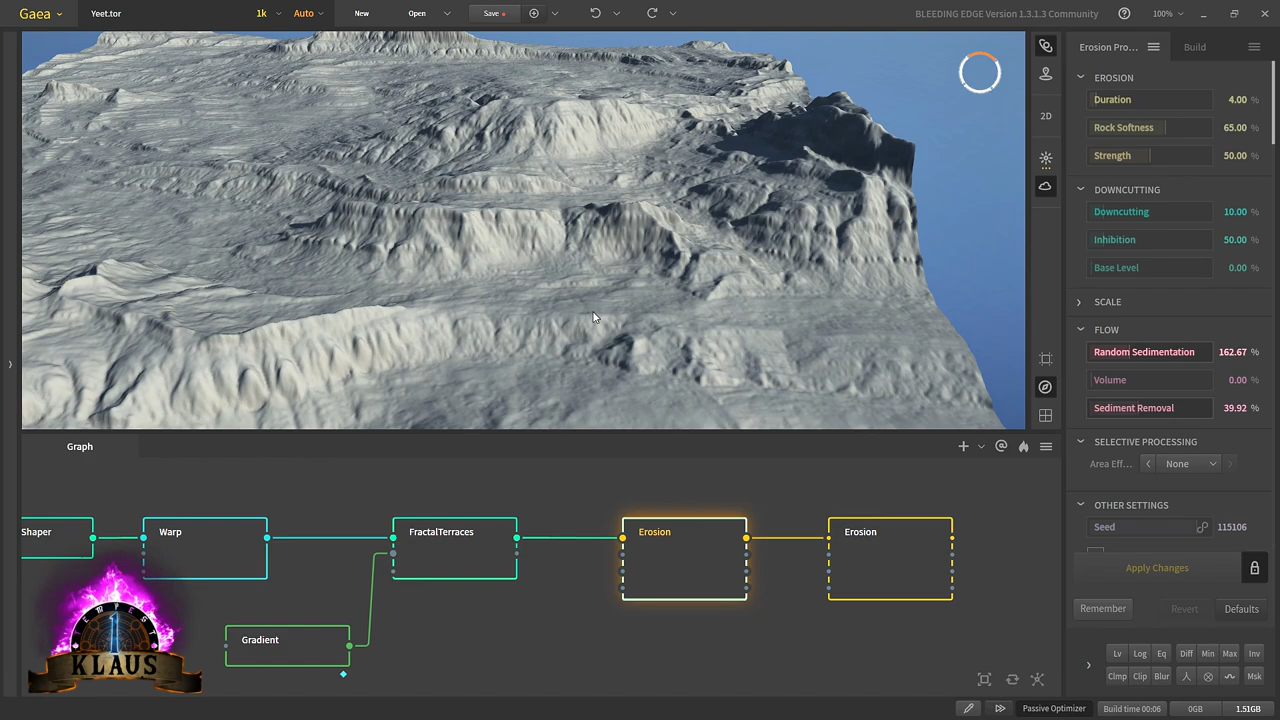 Gaea
Yeet.tor
1k
Auto
New
Open
Save
BLEEDING EDGE Version 1.3.1.3 Community
100%
Erosion Pro...
Build
EROSION
Duration 4.00 %
Rock Softness 65.00 %
Strength 50.00 %
2D
DOWNCUTTING
Downcutting 10.00 %
Inhibition 50.00 %
Base Level 0.00 %
SCALE
FLOW
Random Sedimentation 162.67 %
Volume 0.00 %
Sediment Removal 39.92 %
SELECTIVE PROCESSING
Area Eff... None
OTHER SETTINGS
Seed 115106
Apply Changes
Remember Revert Defaults
Lv Log Eq Diff Min Max Inv
Clmp Clip Blur Msk
Graph
Shaper
Warp
FractalTerraces
Erosion
Erosion
Gradient
TEMPEST
KLAUS
Passive Optimizer
Build time 00:06
0GB
1.51GB